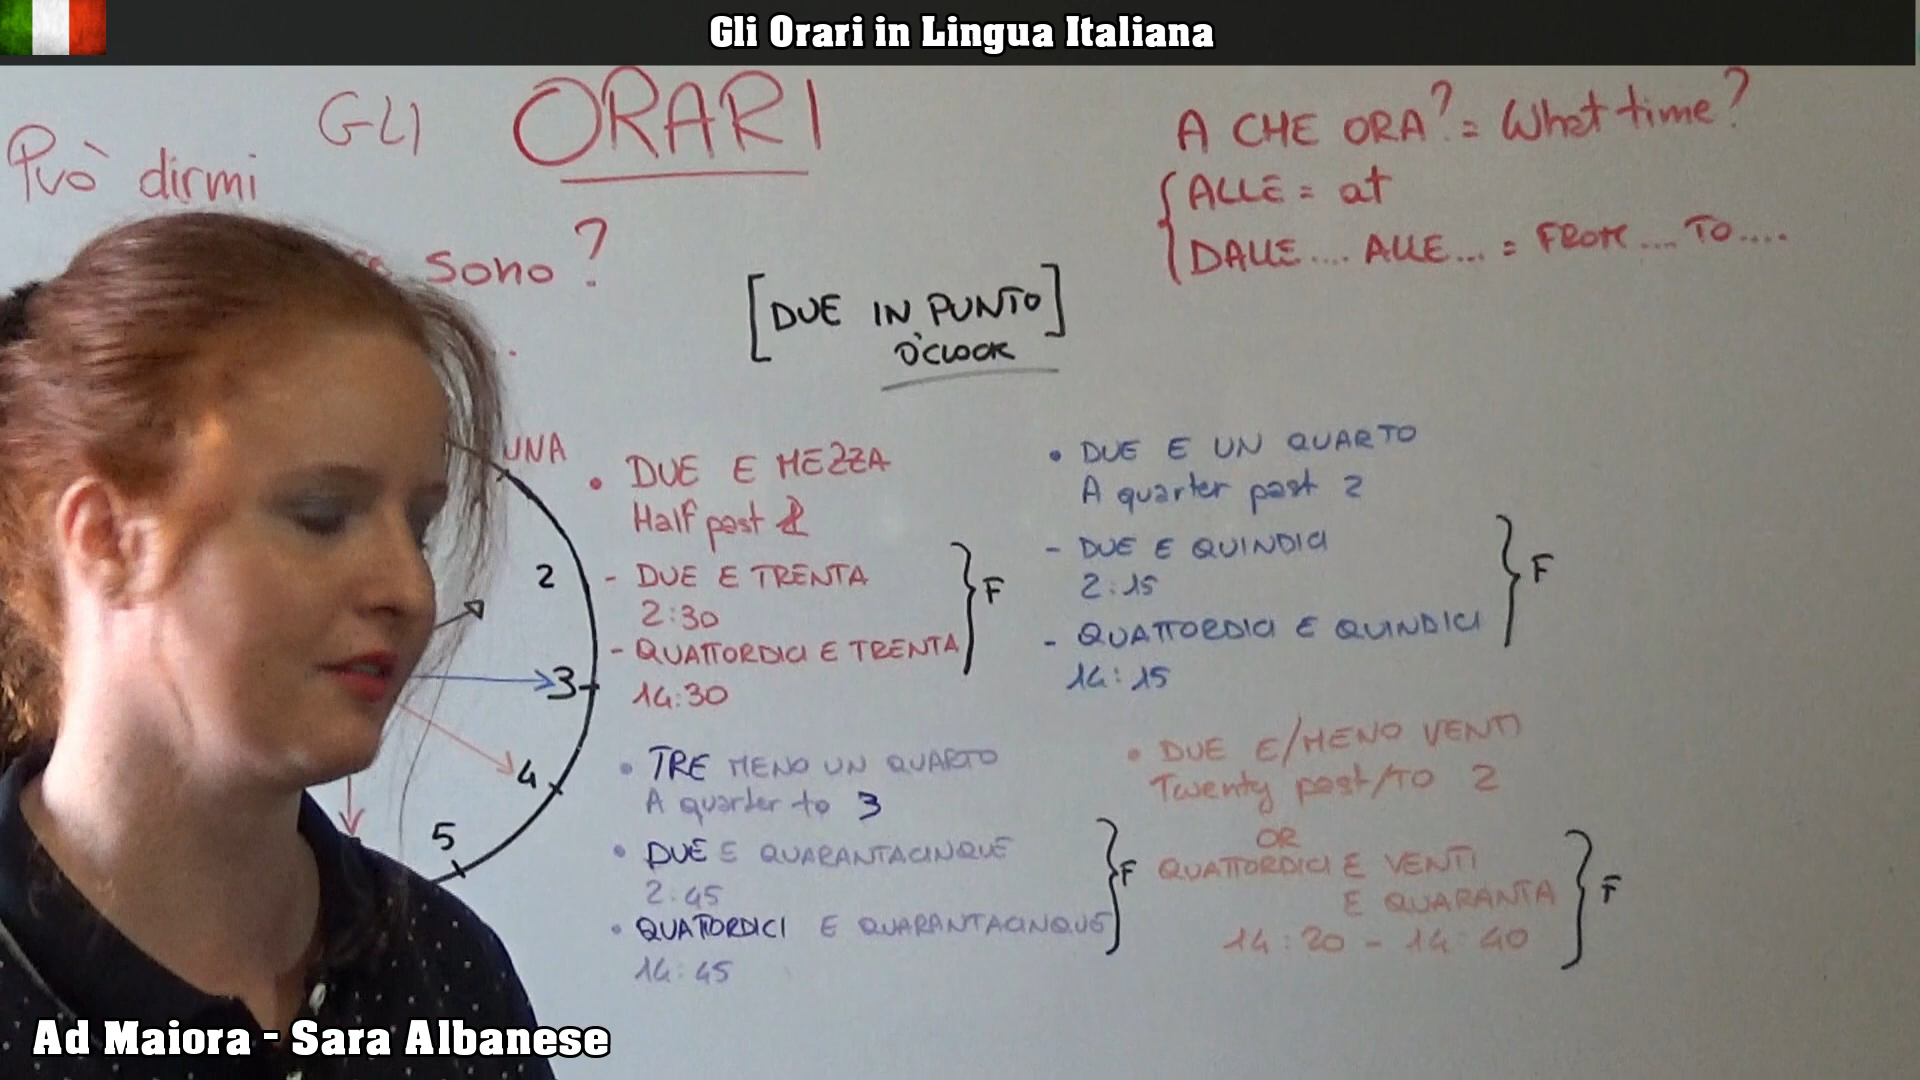 Gli Orari in Lingua Italiana
GLI ORARI
Può dirmi
sono?
A CHE ORA? = What time?
ALLE = at
DALLE.... ALLE... = FROM .... TO ....
[DUE IN PUNTO]
O'CLOCK
UNA
2
3
4
5
• DUE E MEZZA
Half past 2
- DUE E TRENTA
2:30
- QUATTORDICI E TRENTA
14:30
F
• DUE E UN QUARTO
A quarter past 2
- DUE E QUINDICI
2:15
- QUATTORDICI E QUINDICI
14:15
F
• TRE MENO UN QUARTO
A quarter to 3
• DUE E QUARANTACINQUE
2:45
• QUATTORDICI E QUARANTACINQUE
14:45
F
• DUE E/MENO VENTI
Twenty past/TO 2
OR
QUATTORDICI E VENTI
E QUARANTA
14:20 - 14:40
F
Ad Maiora - Sara Albanese